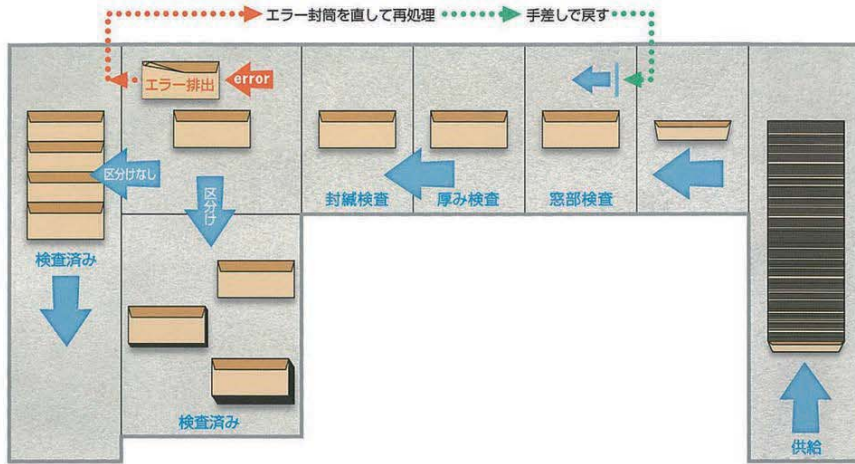 エラー封筒を直して再処理
手差しで戻す
エラー排出
error
区分けなし
区分け
封緘検査
厚み検査
窓部検査
検査済み
検査済み
供給